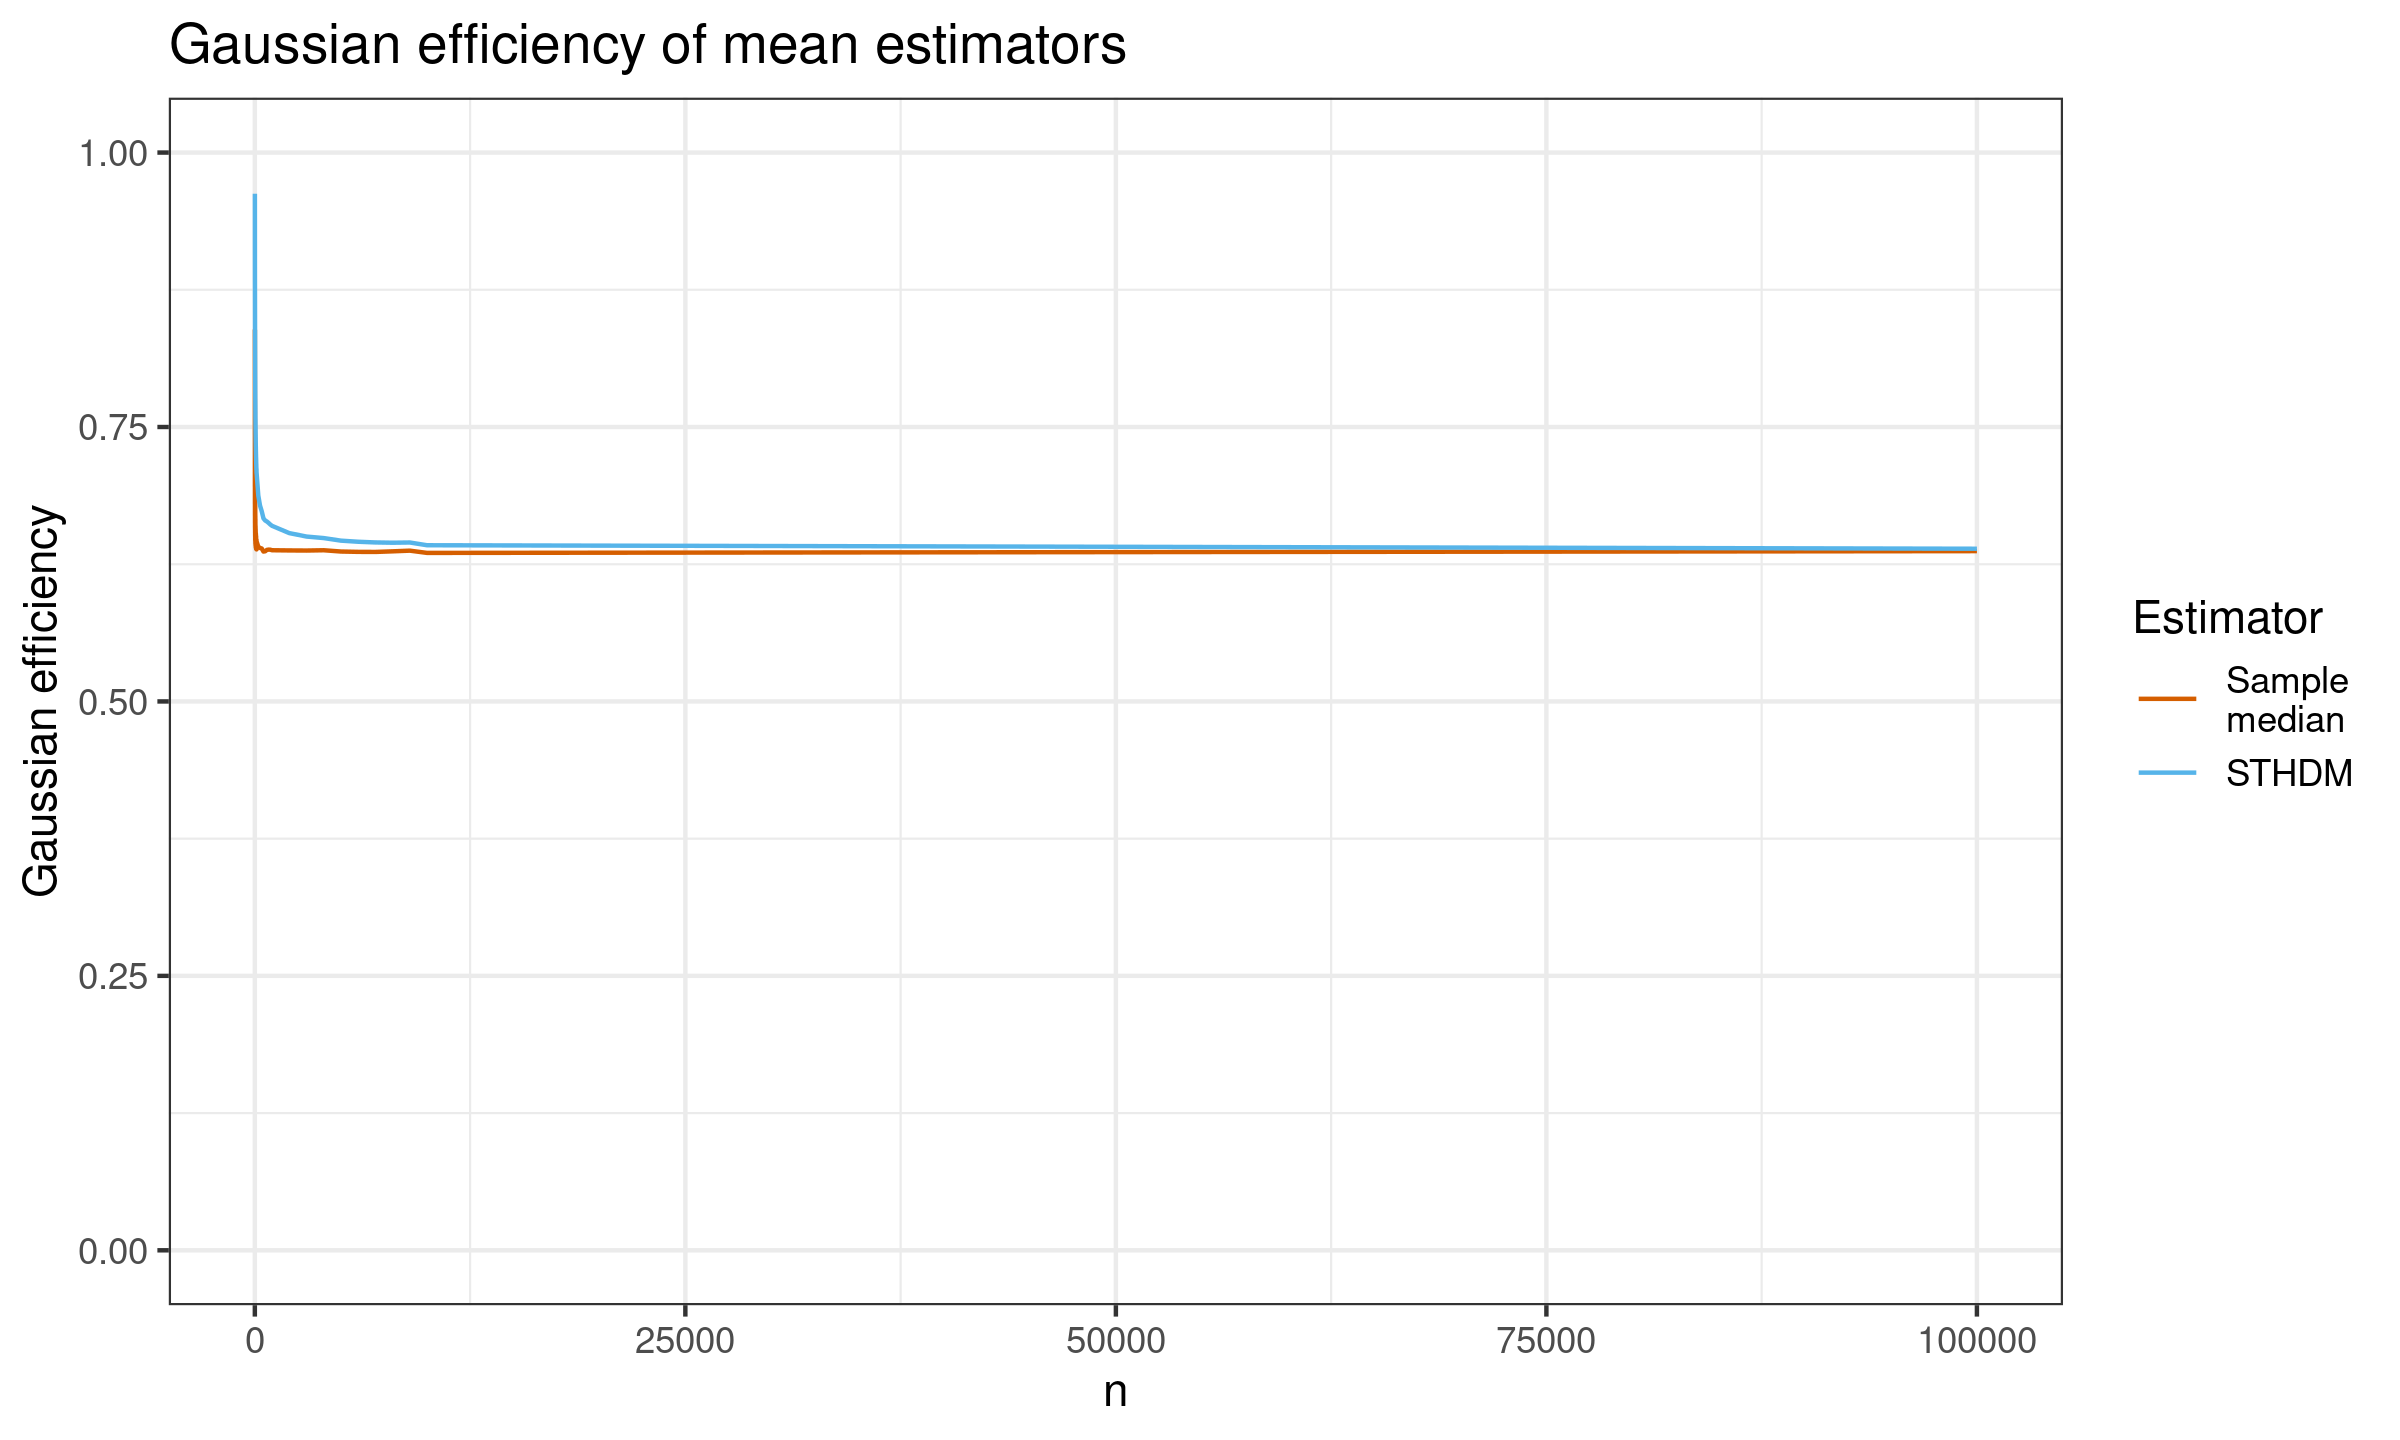 Gaussian efficiency of mean estimators
Gaussian efficiency
1.00
0.75
0.50
0.25
0.00
0
25000
50000
75000
100000
n
Estimator
Sample
median
STHDM